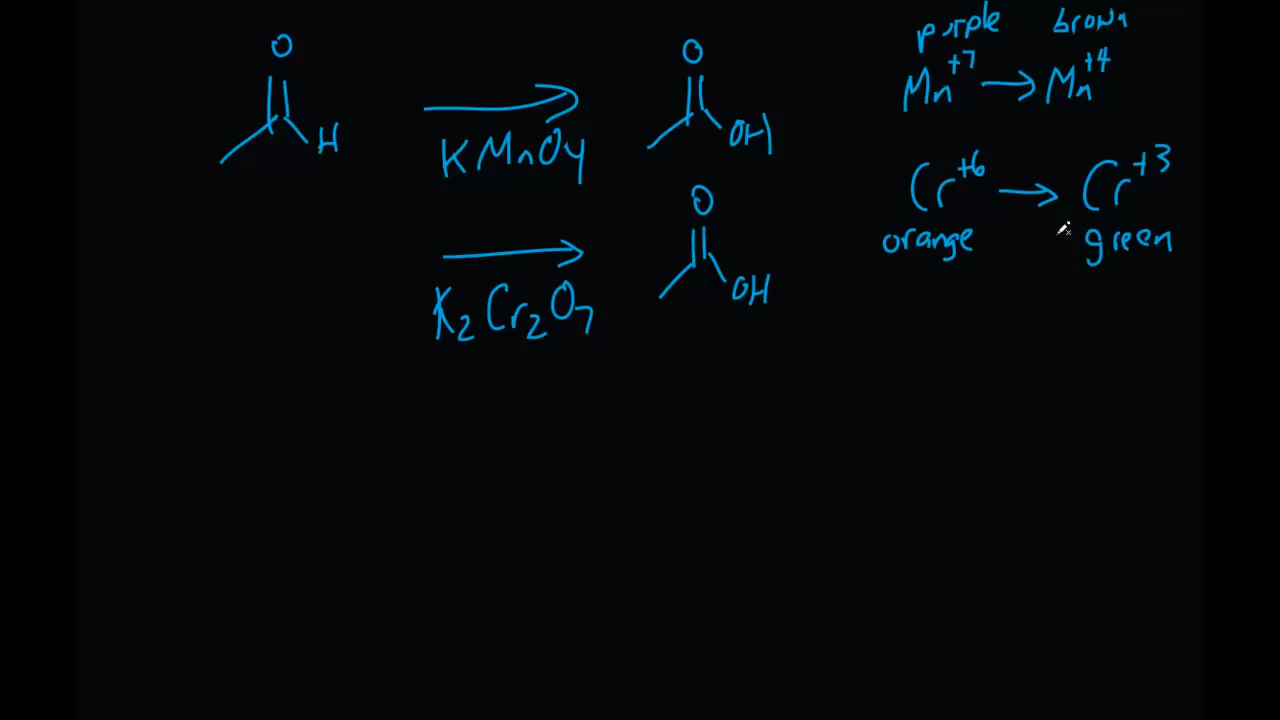 O
H
KMnO4
O
OH
K2Cr2O7
O
OH
purple brown
Mn+7 → Mn+4
Cr+6 → Cr+3
orange green